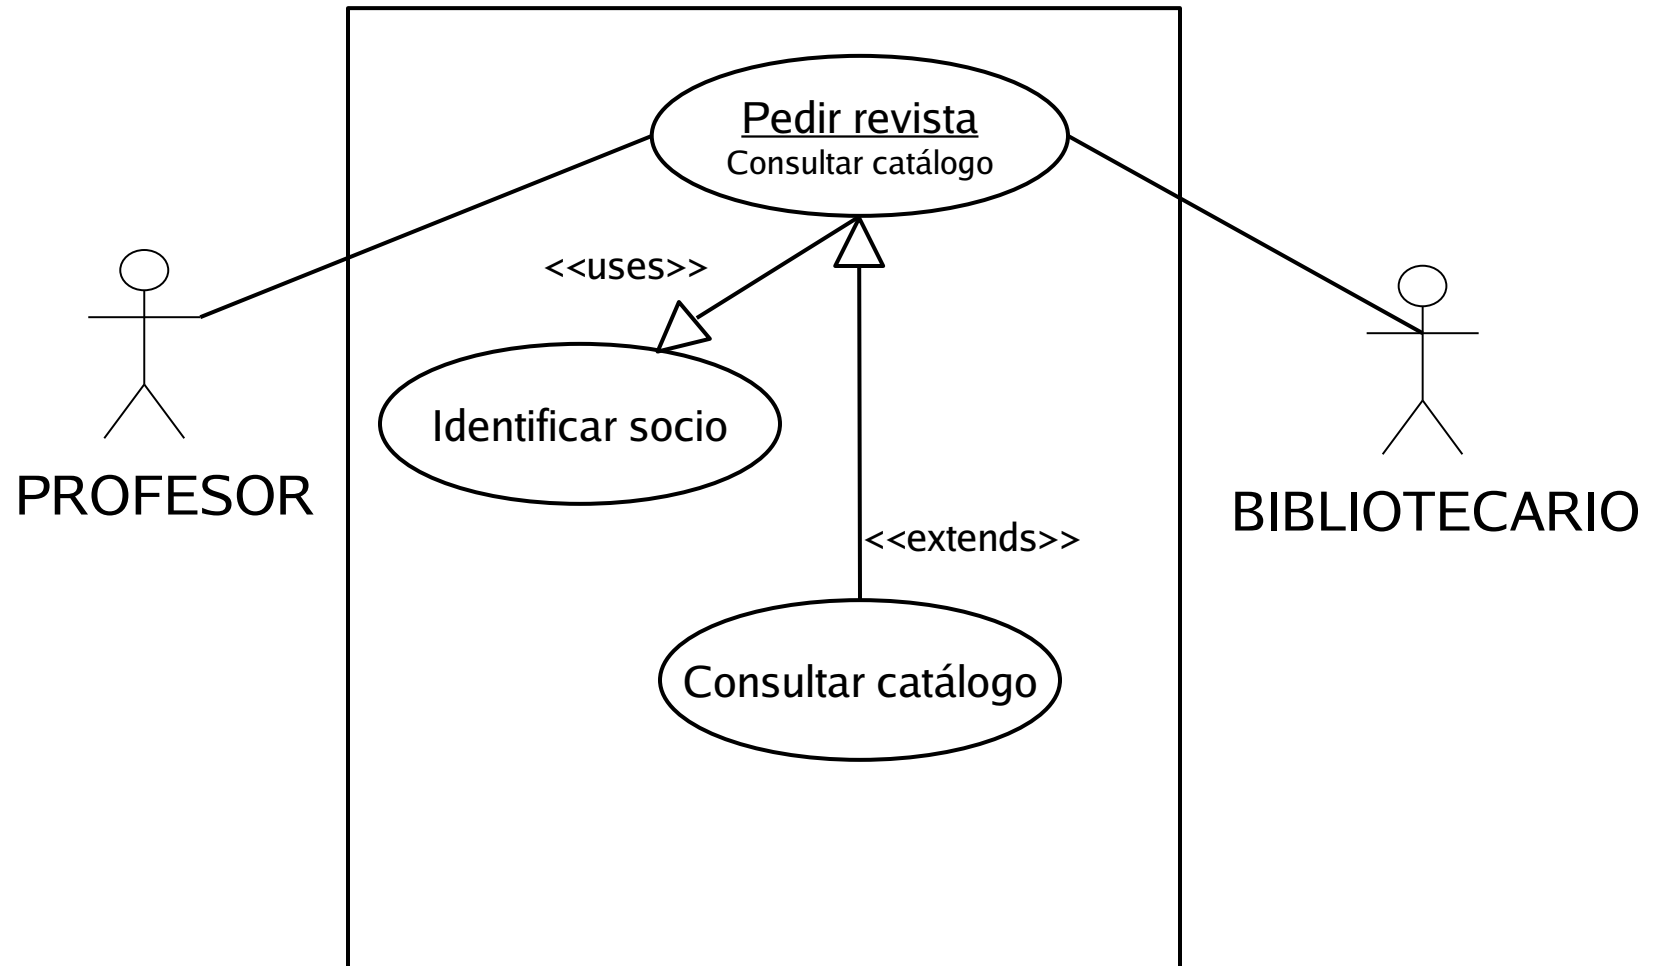 Pedir revista
Consultar catálogo
<<uses>>
Identificar socio
PROFESOR
BIBLIOTECARIO
<<extends>>
Consultar catálogo